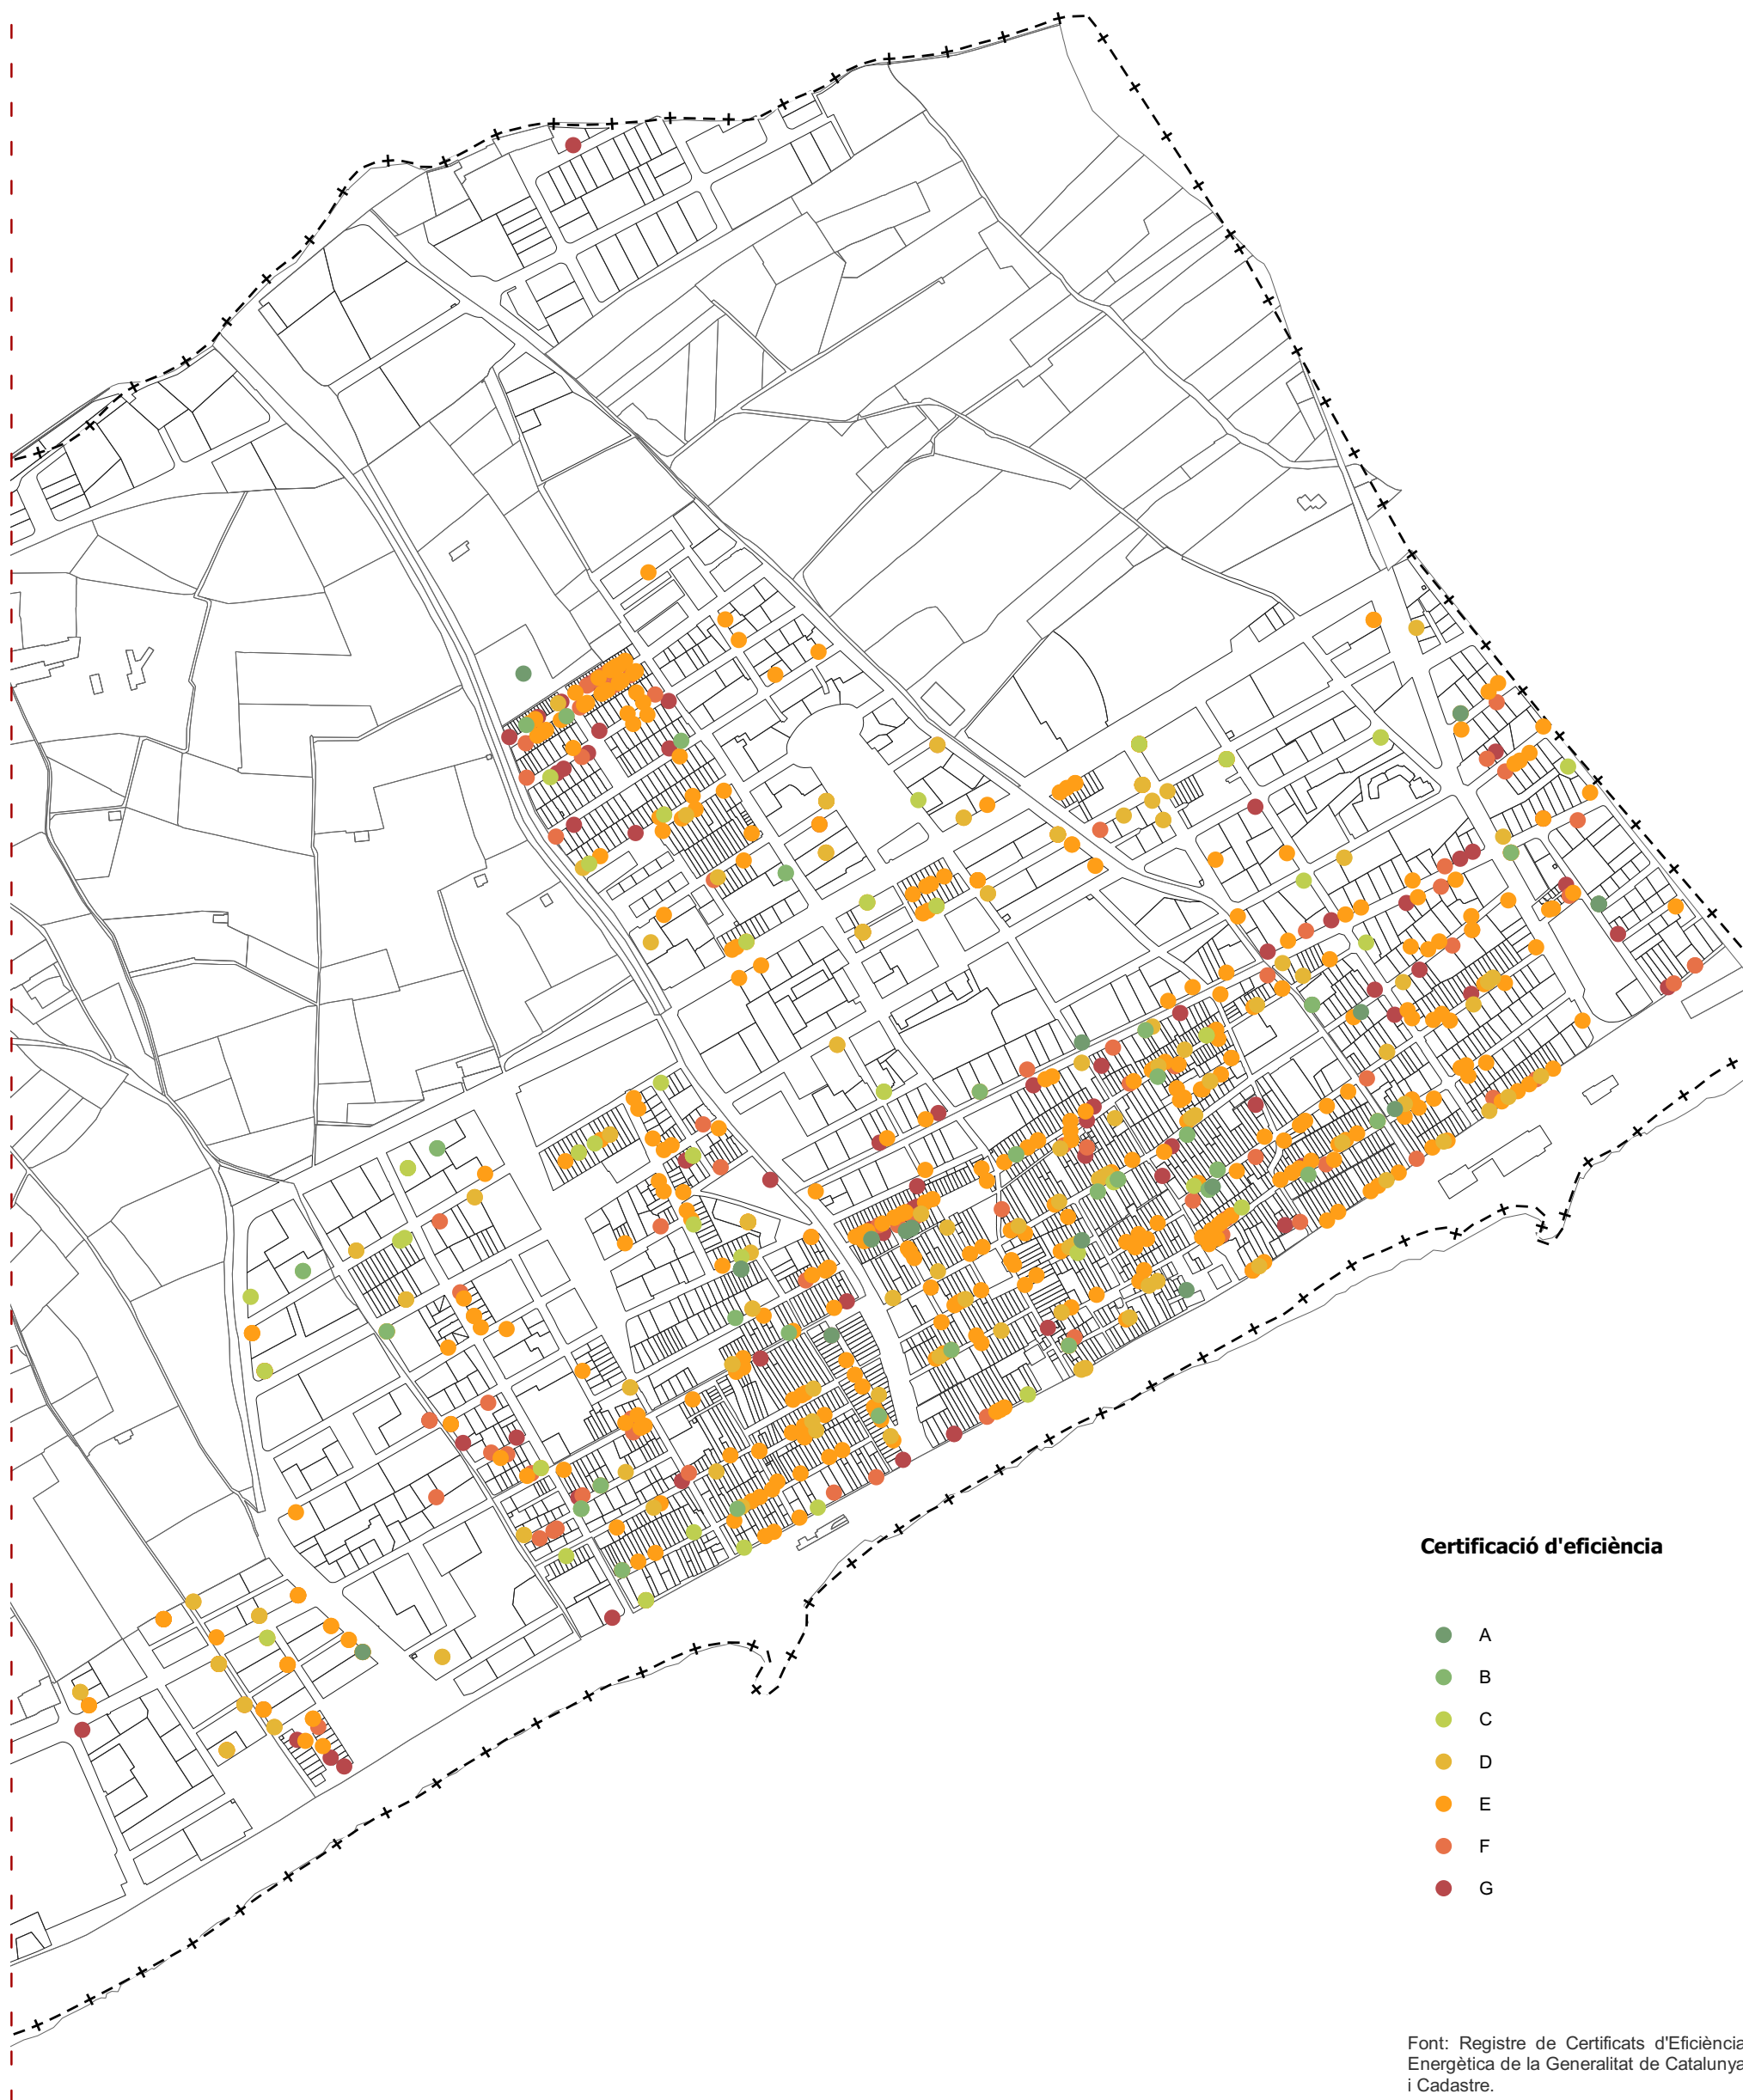 Certificació d'eficiència
A
B
C
D
E
F
G
Font: Registre de Certificats d'Eficiència
Energètica de la Generalitat de Catalunya
i Cadastre.